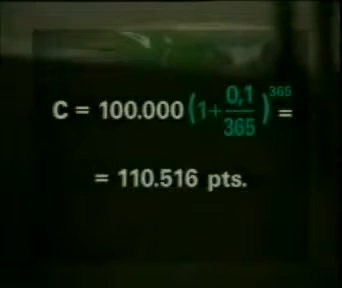 C = 100.000 (1+0,1/365)^365 =
= 110.516 pts.